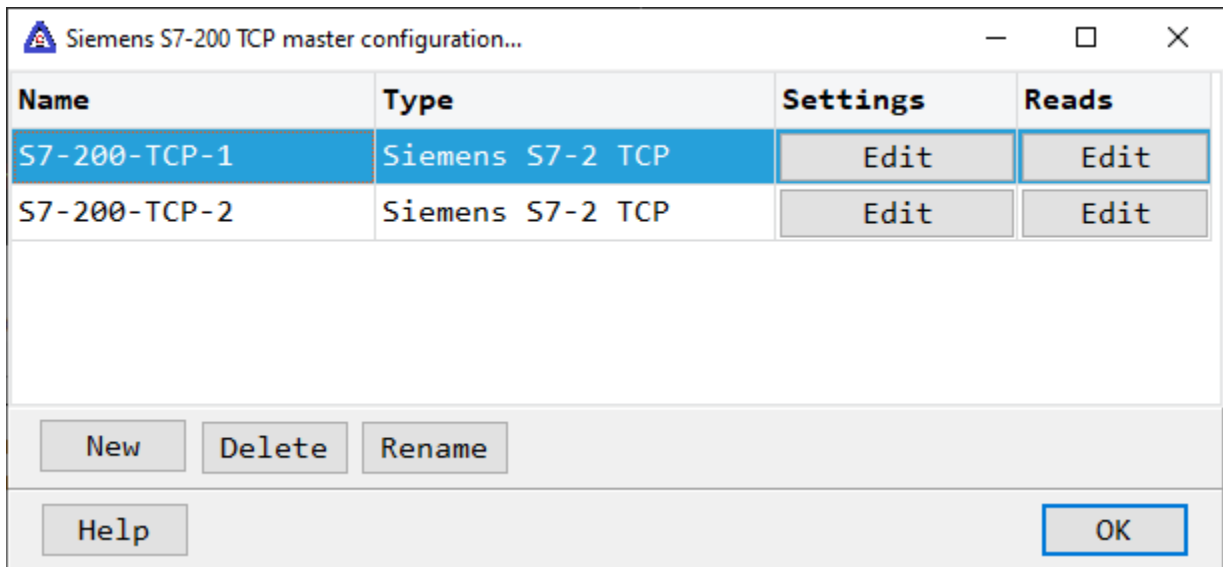 Siemens S7-200 TCP master configuration...
Name Type Settings Reads
S7-200-TCP-1 Siemens S7-2 TCP Edit Edit
S7-200-TCP-2 Siemens S7-2 TCP Edit Edit
New Delete Rename
Help OK